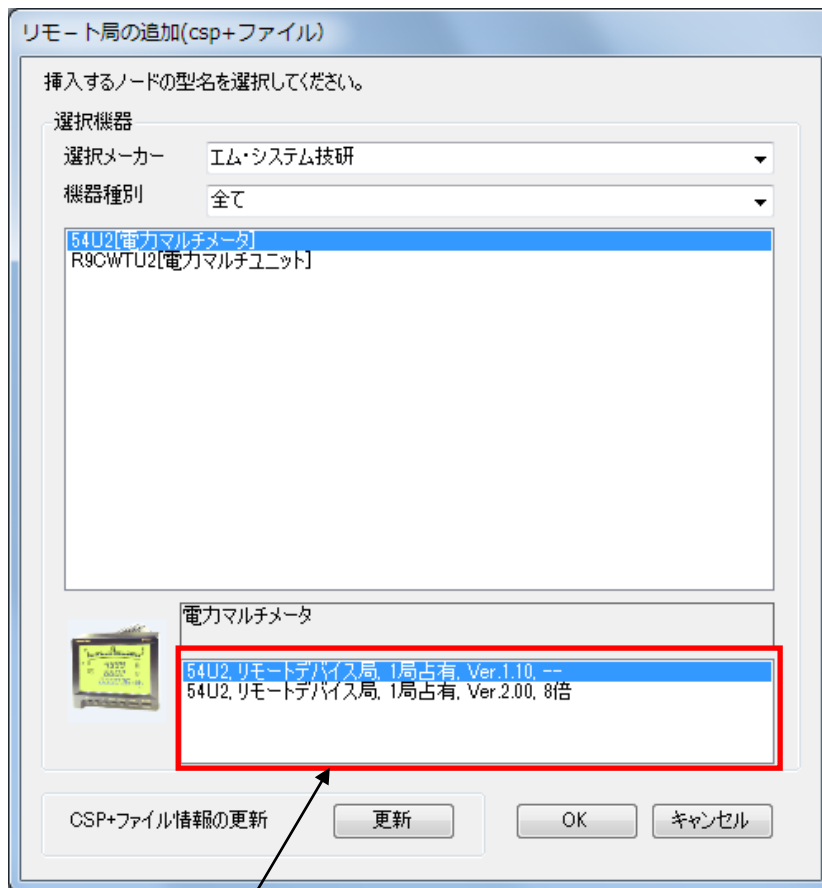 リモート局の追加(csp+ファイル)
挿入するノードの型名を選択してください。
選択機器
選択メーカー エム・システム技研
機器種別 全て
54U2[電力マルチメータ]
R9CWTU2[電力マルチユニット]
電力マルチメータ
54U2, リモートデバイス局, 1局占有, Ver.1.10, --
54U2, リモートデバイス局, 1局占有, Ver.2.00, 8倍
CSP+ファイル情報の更新 更新 OK キャンセル